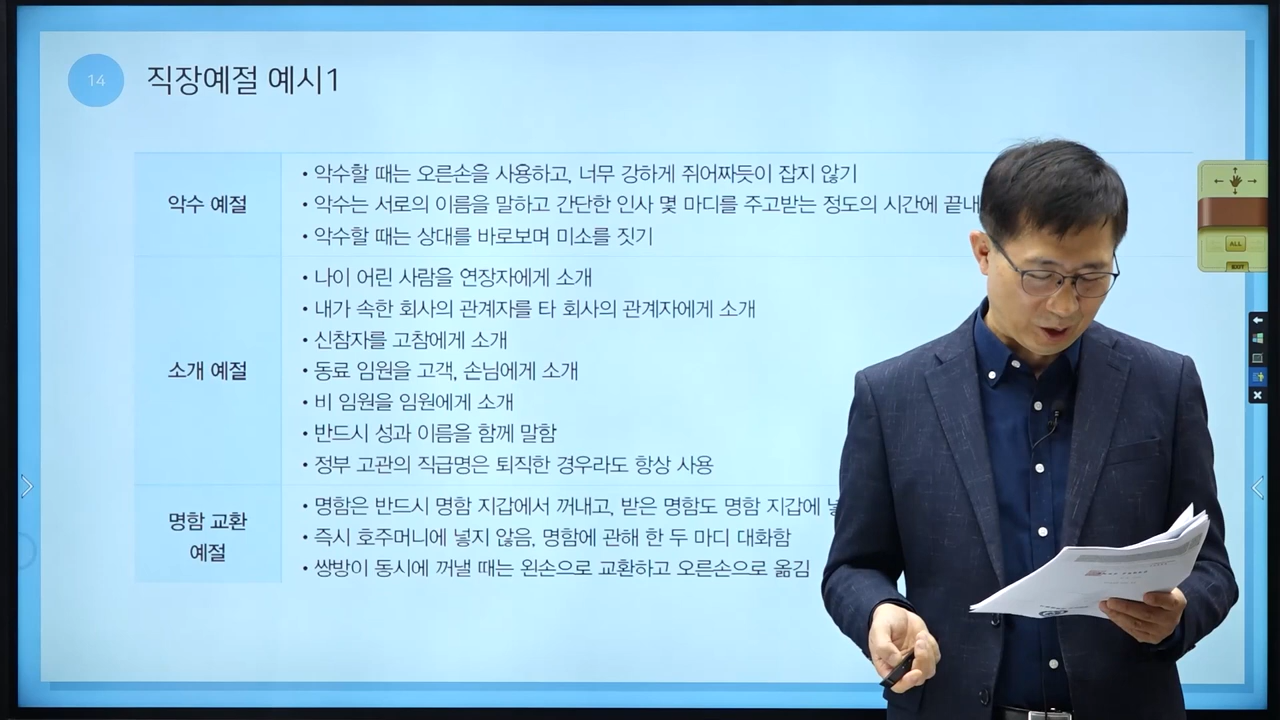 14
직장예절 예시1
악수 예절
• 악수할 때는 오른손을 사용하고, 너무 강하게 쥐어짜듯이 잡지 않기
• 악수는 서로의 이름을 말하고 간단한 인사 몇 마디를 주고받는 정도의 시간에 끝내
• 악수할 때는 상대를 바로보며 미소를 짓기
소개 예절
• 나이 어린 사람을 연장자에게 소개
• 내가 속한 회사의 관계자를 타 회사의 관계자에게 소개
• 신참자를 고참에게 소개
• 동료 임원을 고객, 손님에게 소개
• 비 임원을 임원에게 소개
• 반드시 성과 이름을 함께 말함
• 정부 고관의 직급명은 퇴직한 경우라도 항상 사용
명함 교환
예절
• 명함은 반드시 명함 지갑에서 꺼내고, 받은 명함도 명함 지갑에
• 즉시 호주머니에 넣지 않음, 명함에 관해 한 두 마디 대화함
• 쌍방이 동시에 꺼낼 때는 왼손으로 교환하고 오른손으로 옮김
ALL
EXIT